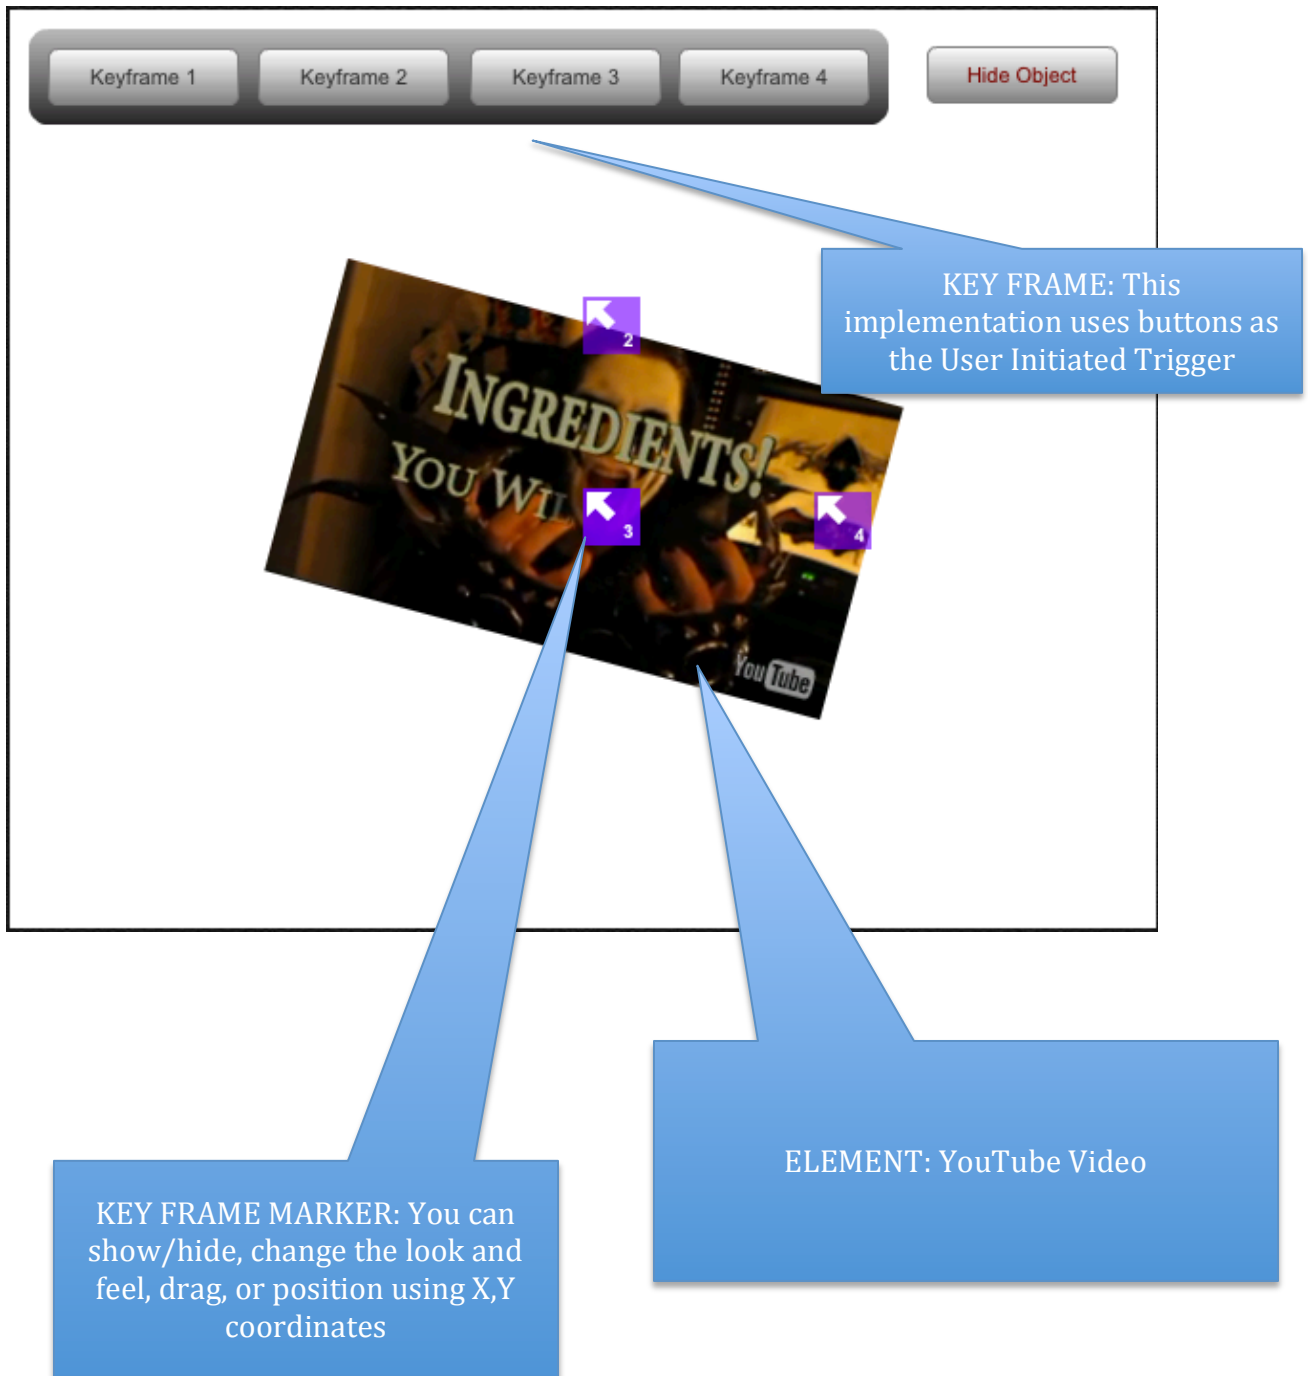 Keyframe 1
Keyframe 2
Keyframe 3
Keyframe 4
Hide Object
KEY FRAME: This
implementation uses buttons as
the User Initiated Trigger
2
INGREDIENTS!
YOU WIL
3
4
YouTube
ELEMENT: YouTube Video
KEY FRAME MARKER: You can
show/hide, change the look and
feel, drag, or position using X,Y
coordinates